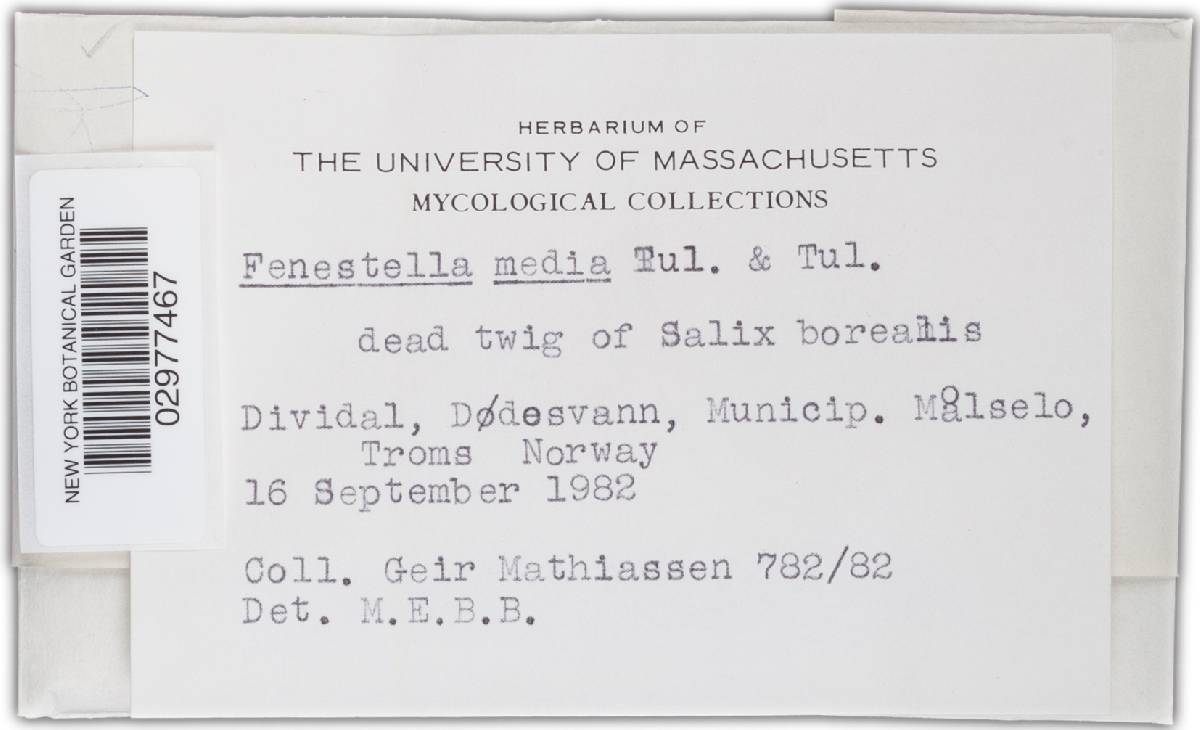 HERBARIUM OF
THE UNIVERSITY OF MASSACHUSETTS
MYCOLOGICAL COLLECTIONS
Fenestella media Tul. & Tul.
dead twig of Salix borealis
Dividal, Dødesvann, Municip. Målselo,
Troms Norway
16 September 1982
Coll. Geir Mathiassen 782/82
Det. M.E.B.B.
NEW YORK BOTANICAL GARDEN
02977467